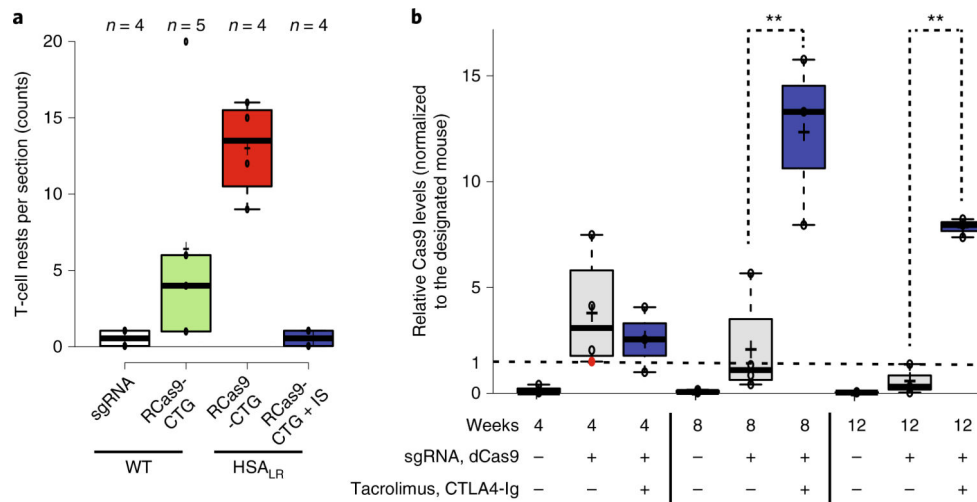 a
n = 4 n = 5 n = 4 n = 4
T-cell nests per section (counts)
20
15
10
5
0
sgRNA
RCas9-
CTG
RCas9
-CTG
RCas9-
CTG + IS
WT
HSALR
b
Relative Cas9 levels (normalized
to the designated mouse)
15
10
5
1
0
**
**
Weeks 4 4 4 8 8 8 12 12 12
sgRNA, dCas9 – + + – + + – + +
Tacrolimus, CTLA4-Ig – – + – – + – – +